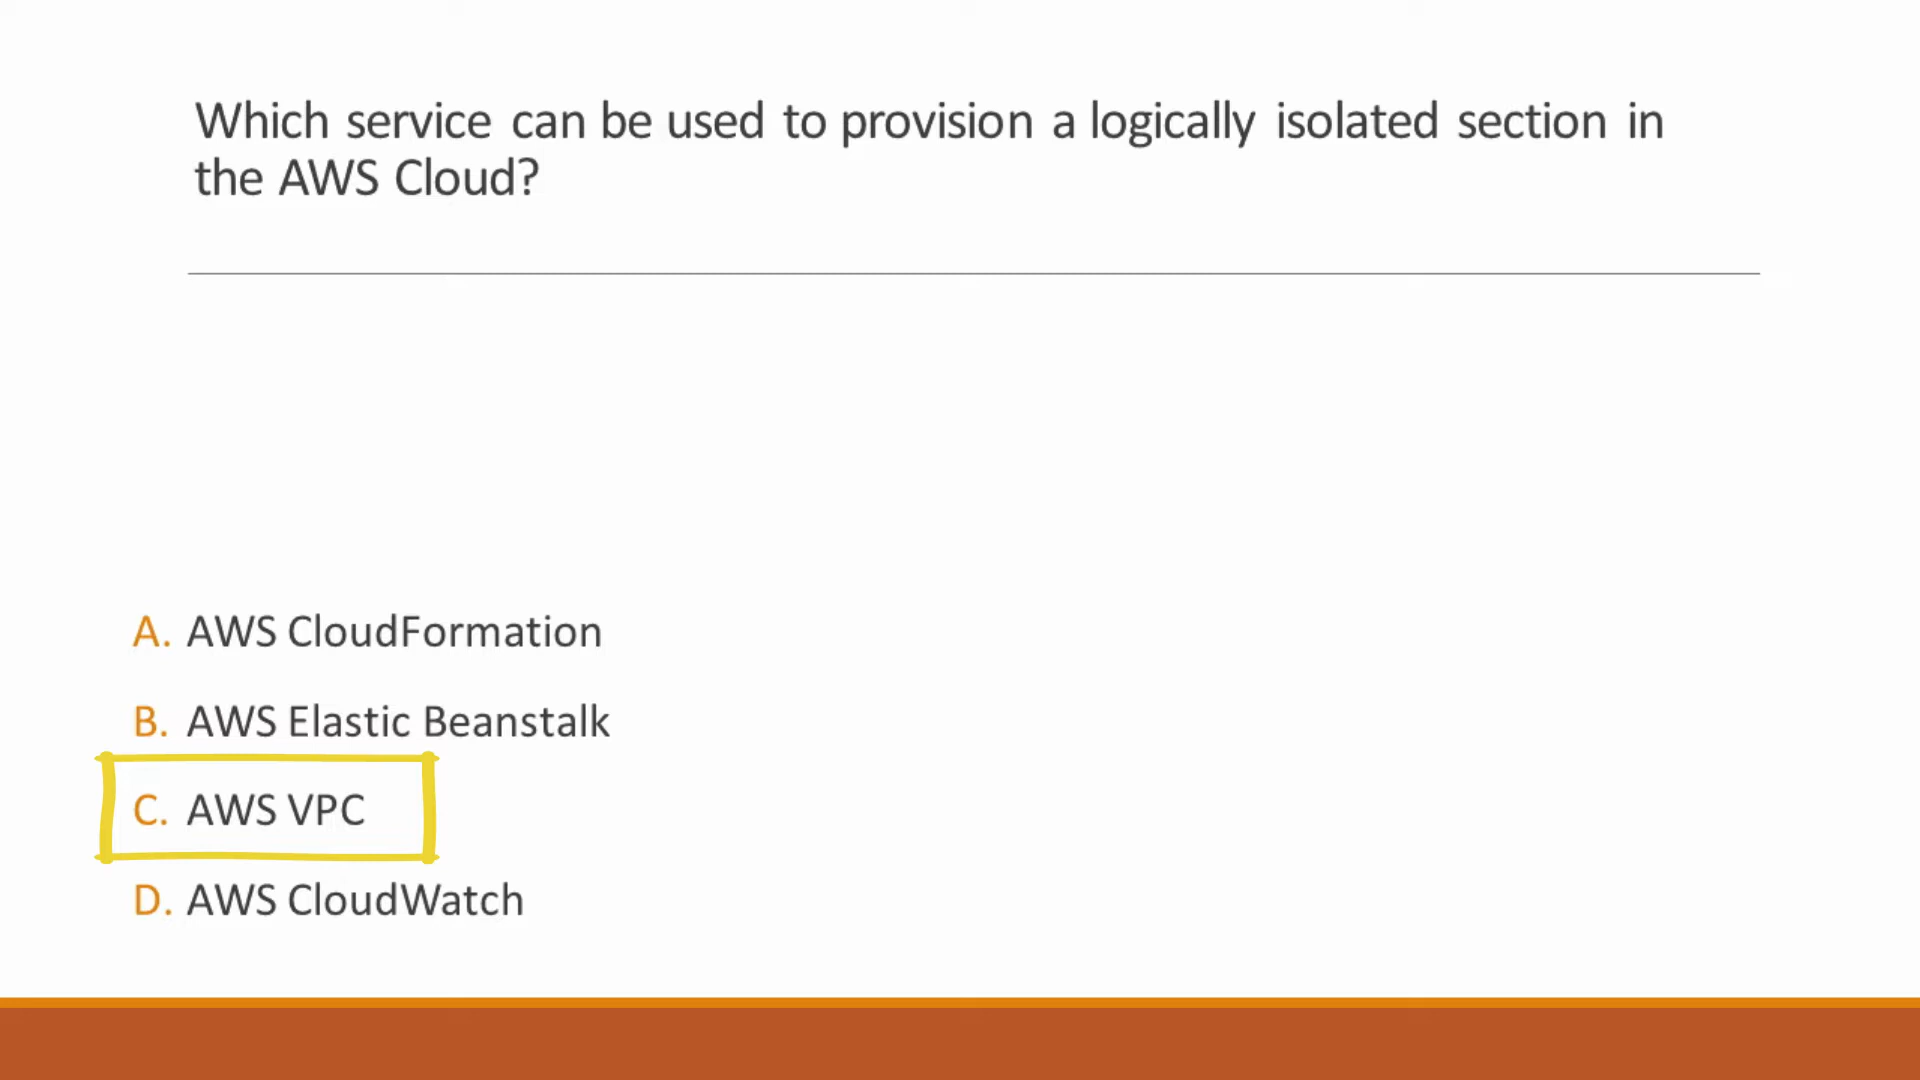 Which service can be used to provision a logically isolated section in
the AWS Cloud?
A. AWS CloudFormation
B. AWS Elastic Beanstalk
C. AWS VPC
D. AWS CloudWatch